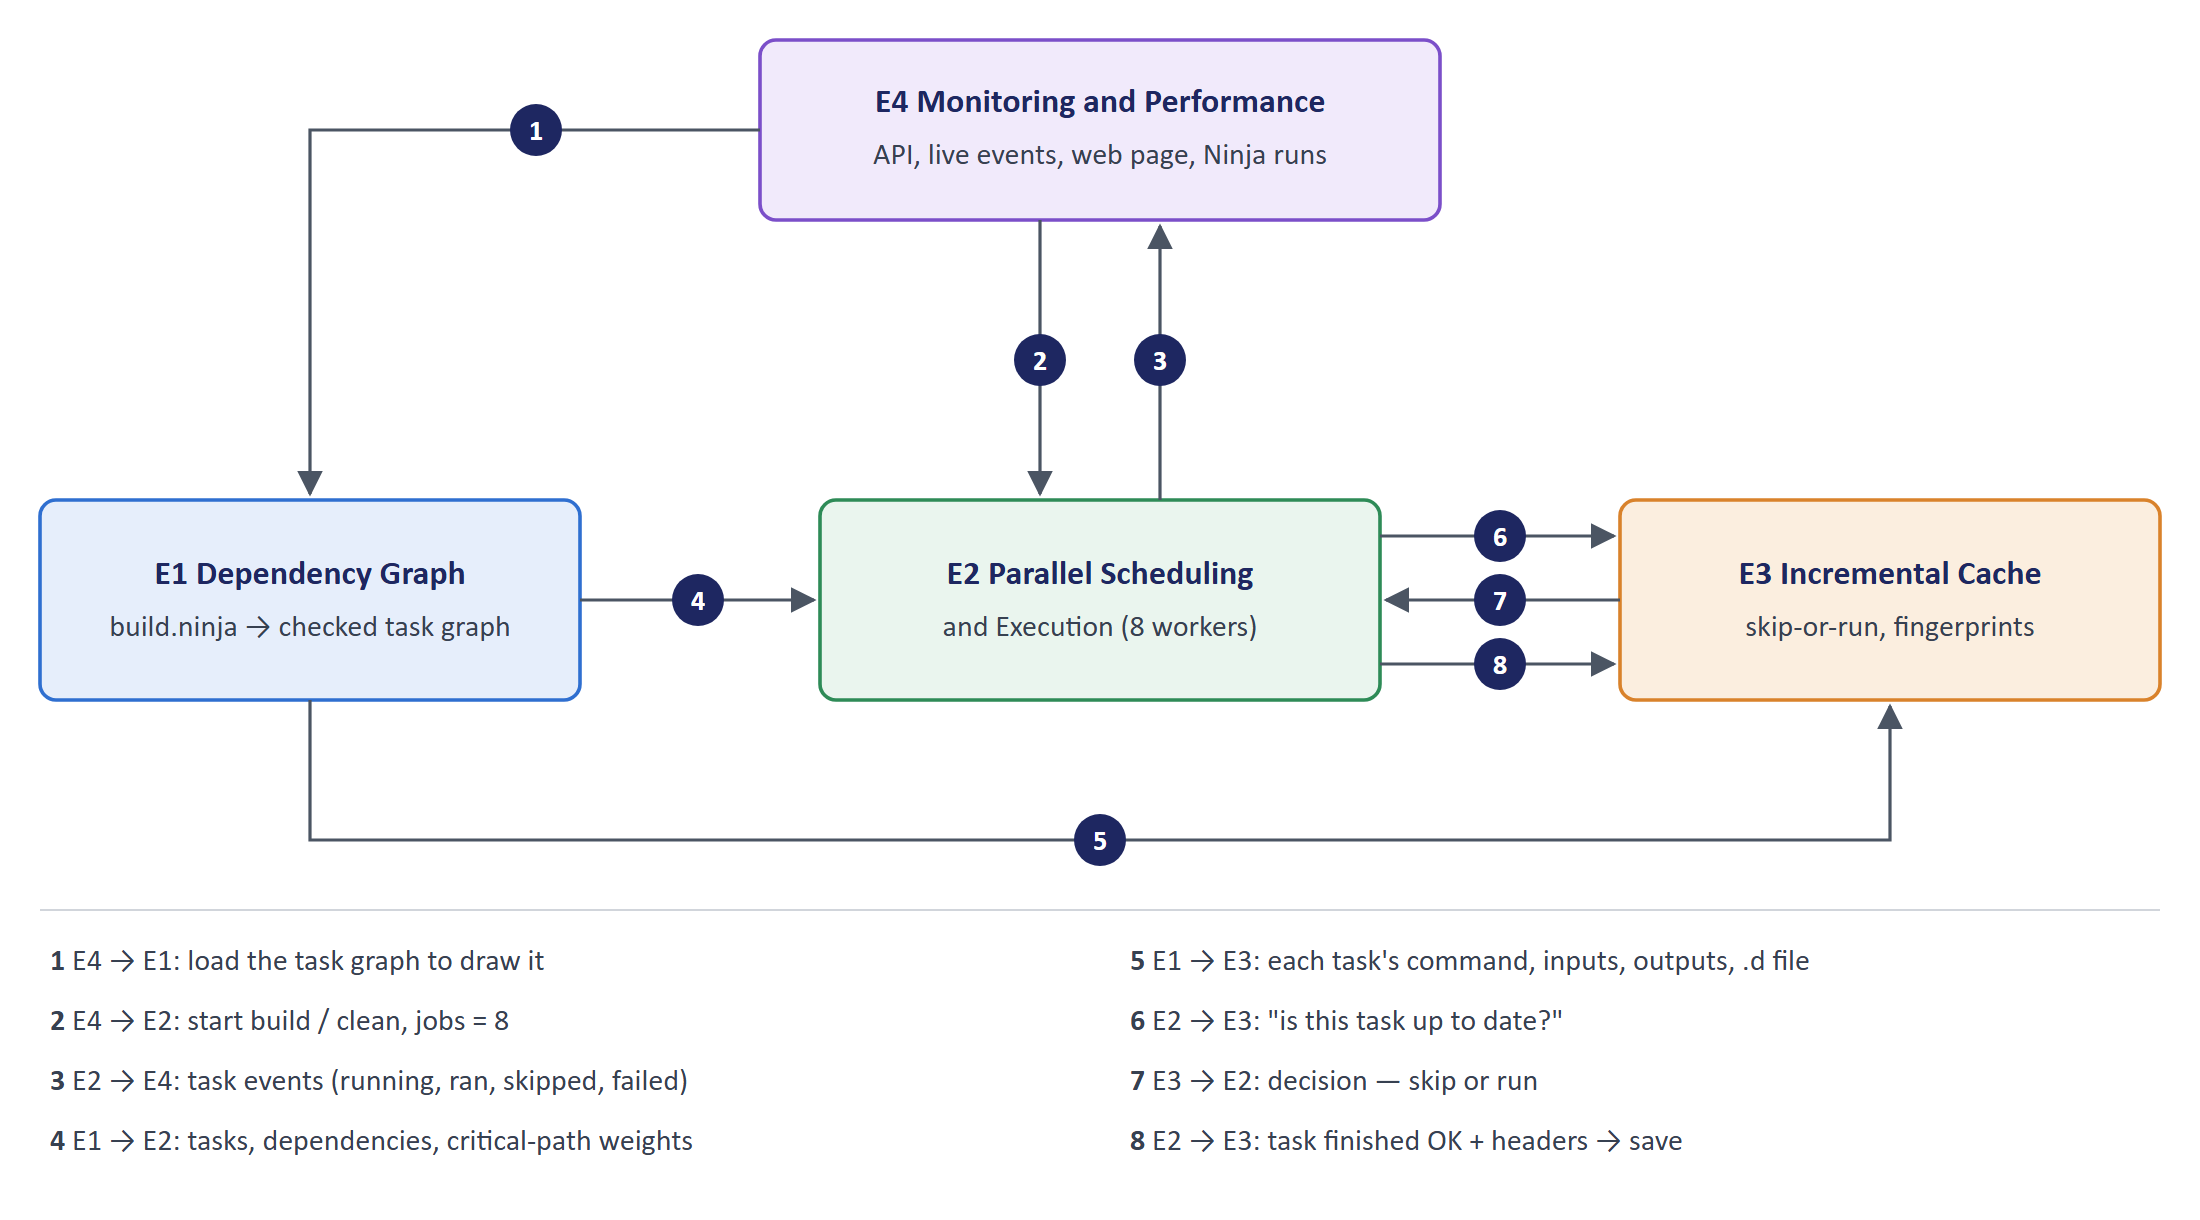 E4 Monitoring and Performance
API, live events, web page, Ninja runs
1
2
3
E1 Dependency Graph
build.ninja → checked task graph
4
E2 Parallel Scheduling
and Execution (8 workers)
6
7
8
E3 Incremental Cache
skip-or-run, fingerprints
5
1 E4 → E1: load the task graph to draw it
2 E4 → E2: start build / clean, jobs = 8
3 E2 → E4: task events (running, ran, skipped, failed)
4 E1 → E2: tasks, dependencies, critical-path weights
5 E1 → E3: each task's command, inputs, outputs, .d file
6 E2 → E3: "is this task up to date?"
7 E3 → E2: decision — skip or run
8 E2 → E3: task finished OK + headers → save